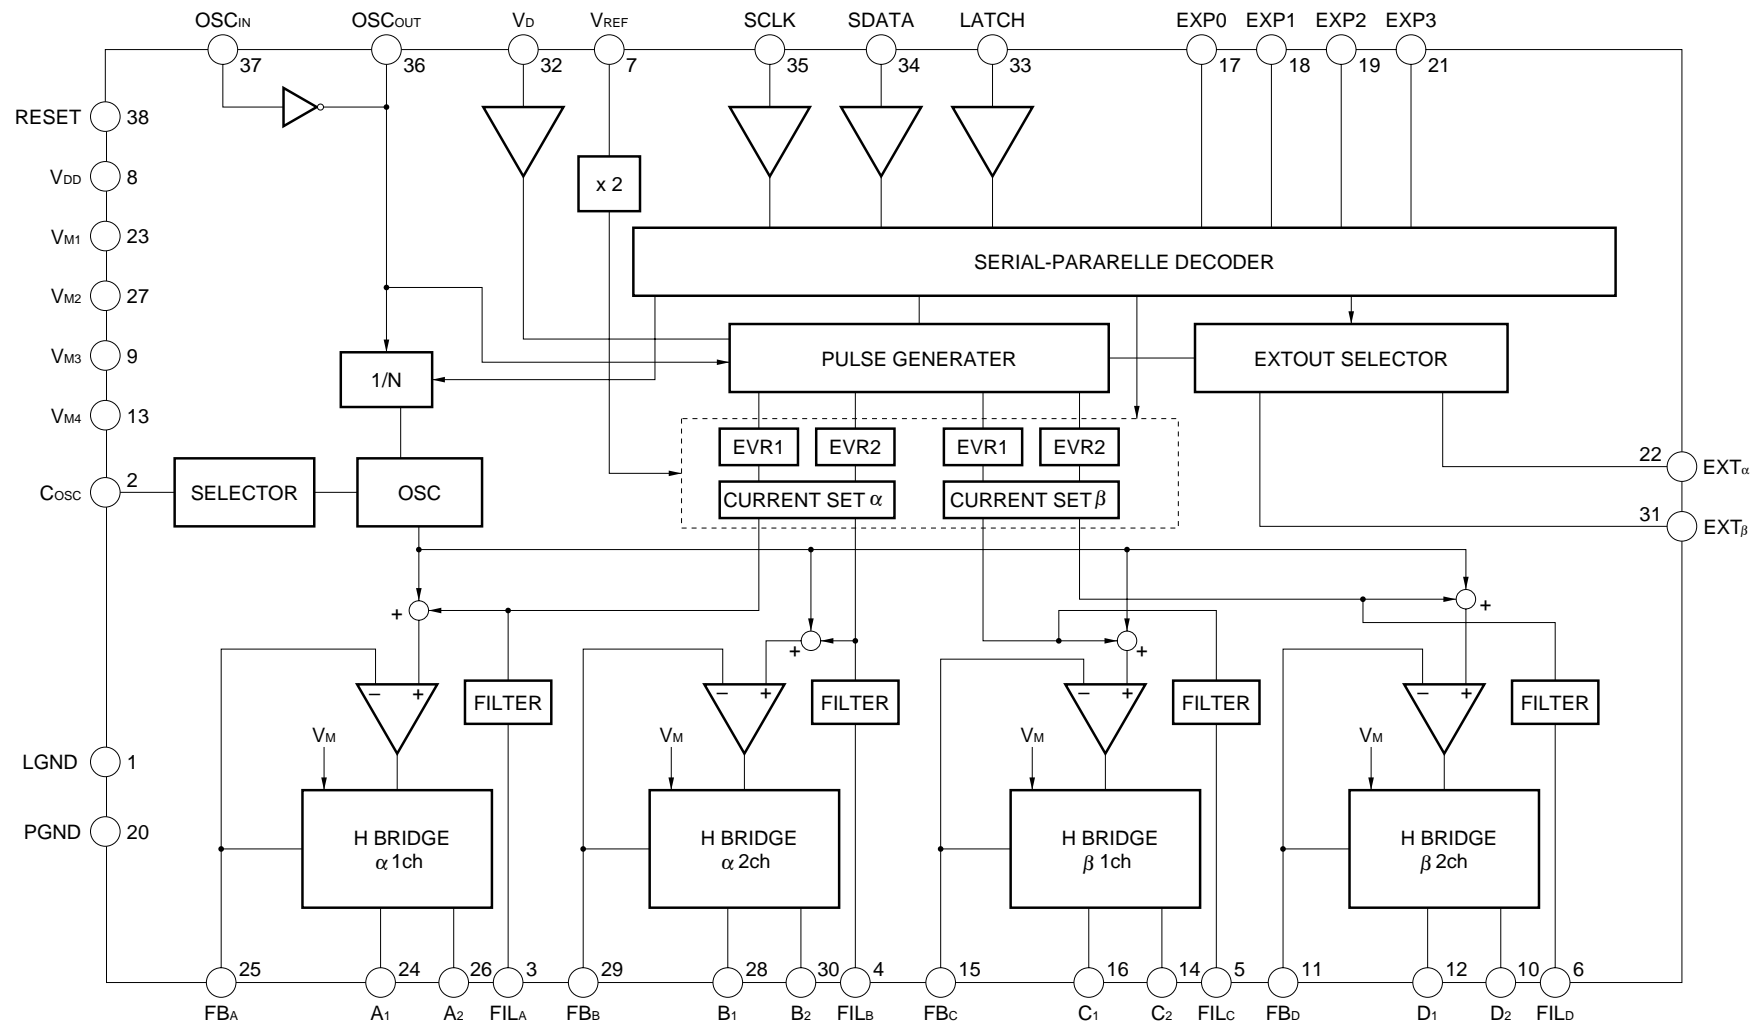 OSCIN OSCOUT VD VREF SCLK SDATA LATCH EXP0 EXP1 EXP2 EXP3
37 36 32 7 35 34 33 17 18 19 21
RESET 38
VDD 8
x 2
VM1 23
SERIAL-PARARELLE DECODER
VM2 27
VM3 9
PULSE GENERATER
EXTOUT SELECTOR
1/N
VM4 13
EVR1 EVR2 EVR1 EVR2
22 EXTα
COSC 2
SELECTOR
OSC
CURRENT SET α
CURRENT SET β
31 EXTβ
+ +
+ +
− + − + − + − +
FILTER FILTER FILTER FILTER
VM VM VM VM
LGND 1
PGND 20
H BRIDGE H BRIDGE H BRIDGE H BRIDGE
α 1ch α 2ch β 1ch β 2ch
25 24 26 3 29 28 30 4 15 16 14 5 11 12 10 6
FBA A1 A2 FILA FBB B1 B2 FILB FBC C1 C2 FILC FBD D1 D2 FILD